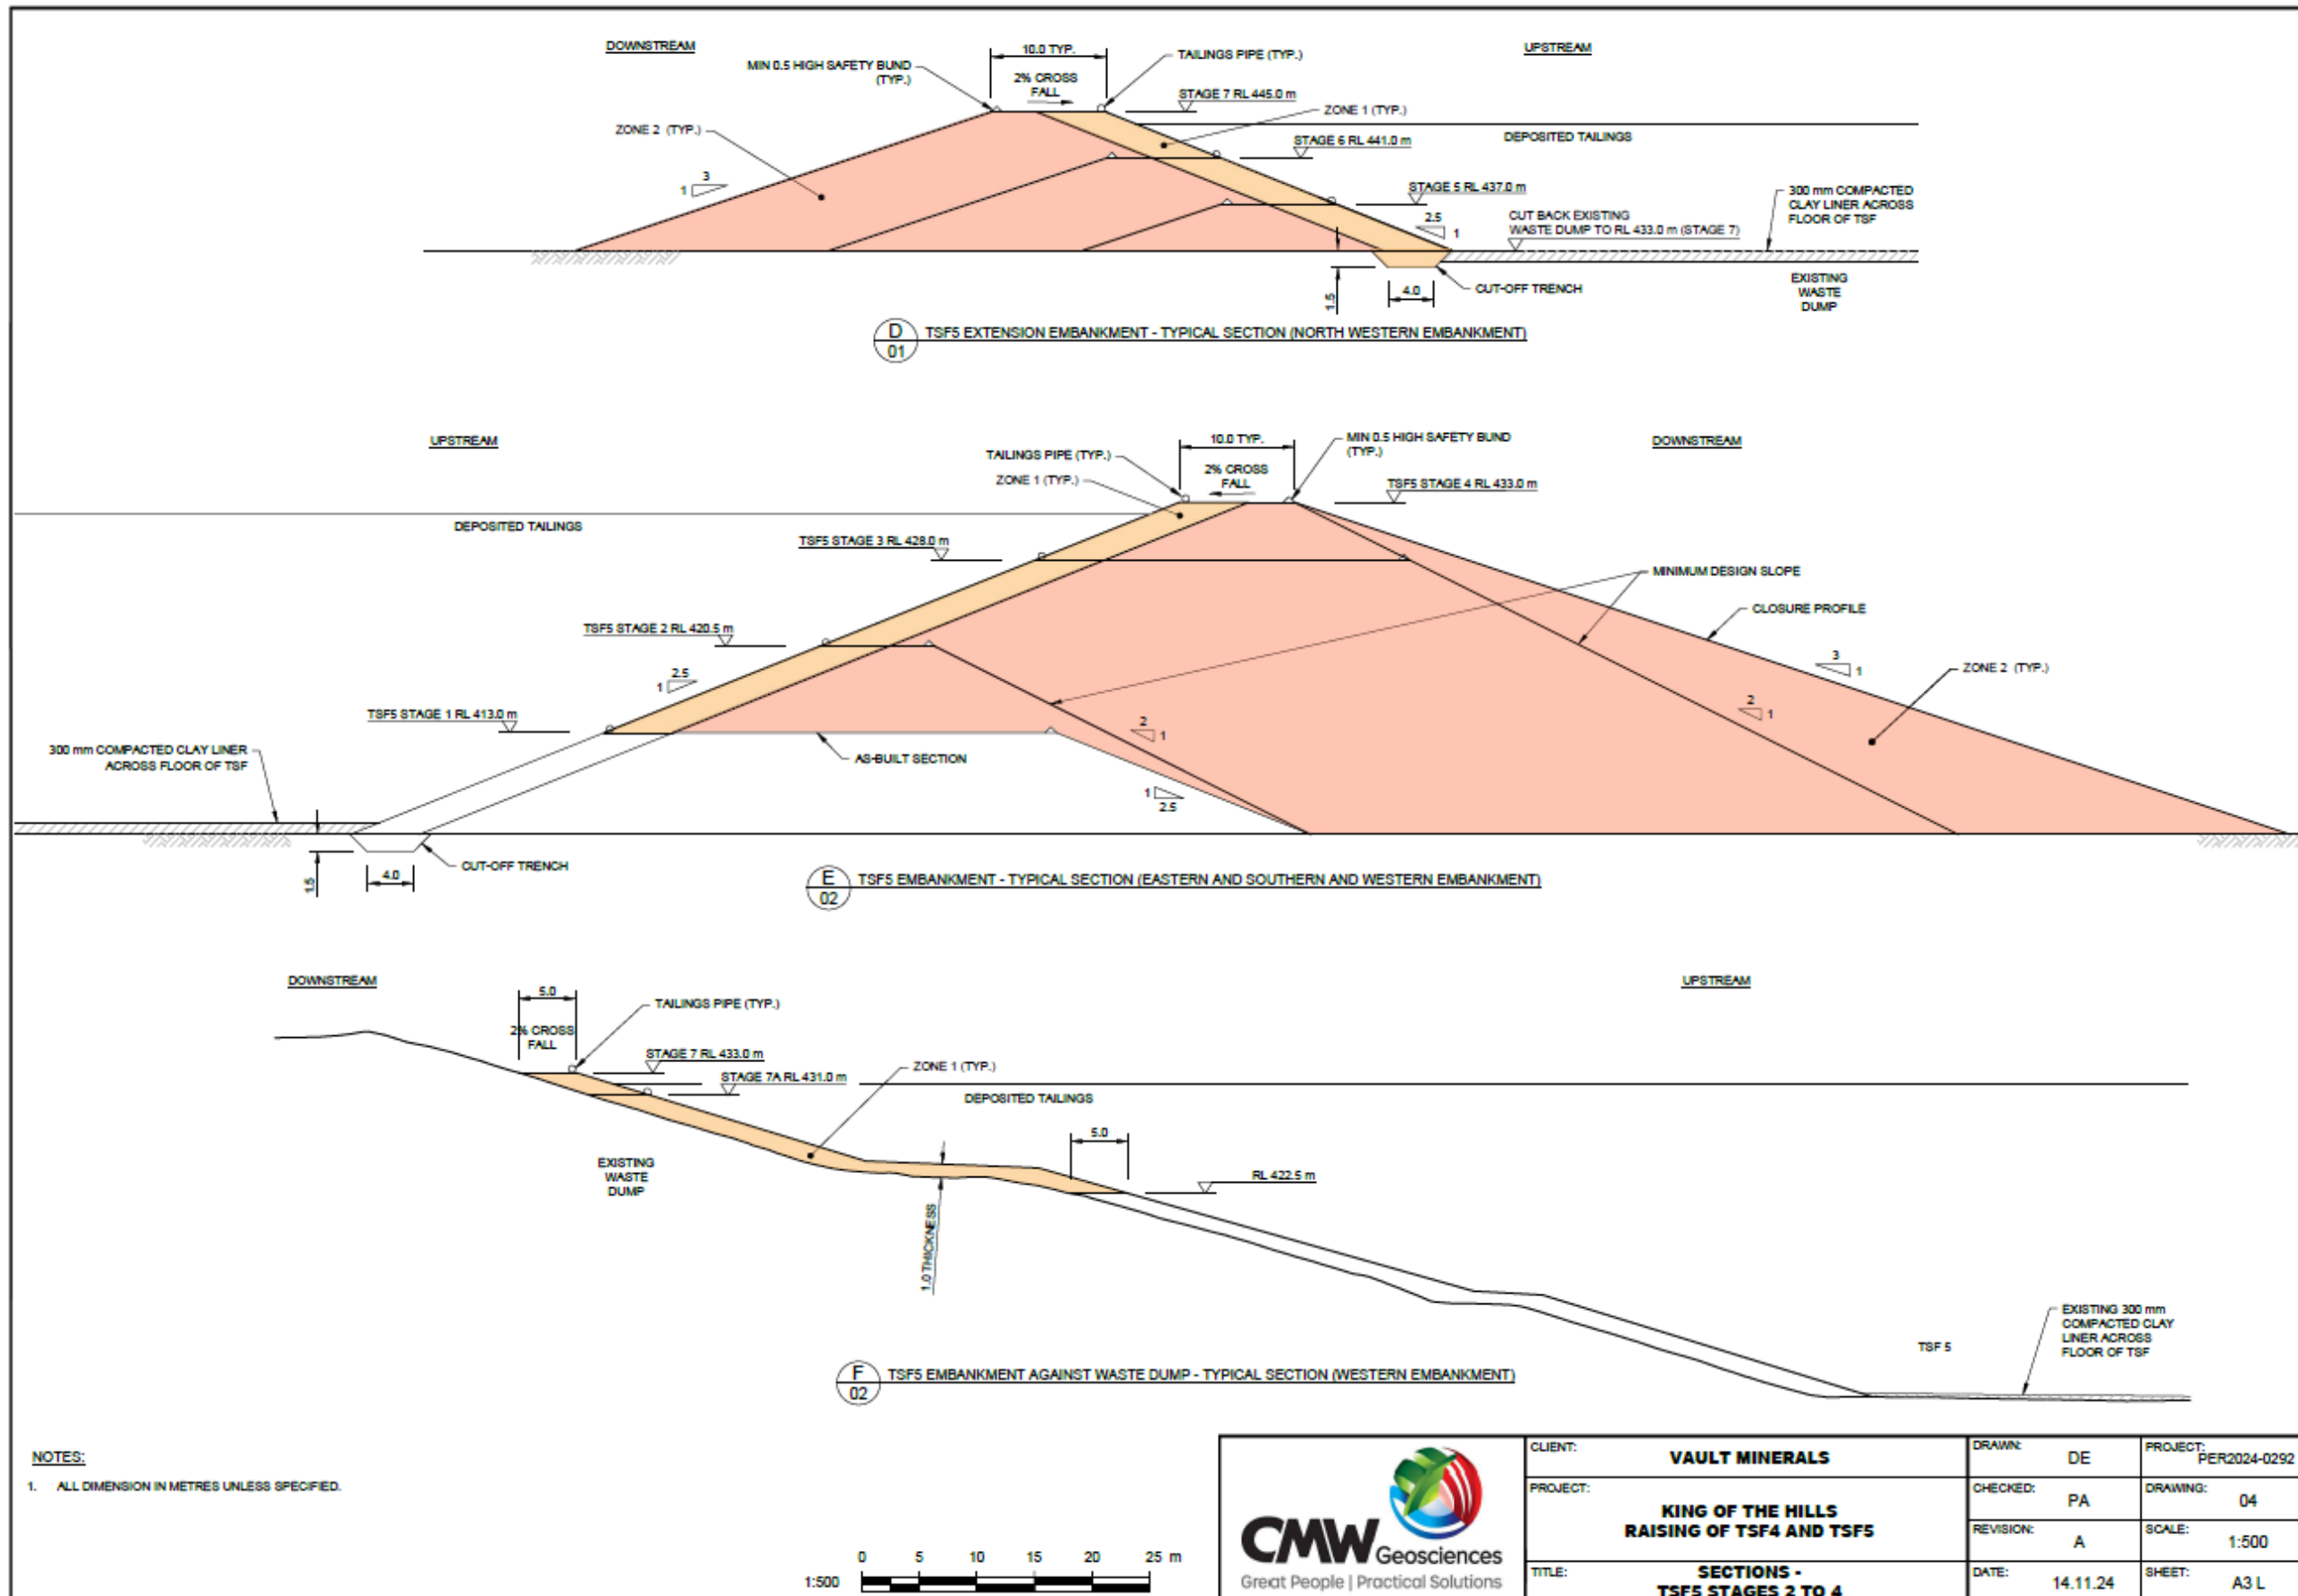 DOWNSTREAM
UPSTREAM
10.0 TYP.
MIN 0.5 HIGH SAFETY BUND
(TYP.)
2% CROSS
FALL
TAILINGS PIPE (TYP.)
STAGE 7 RL 445.0 m
ZONE 1 (TYP.)
ZONE 2 (TYP.)
DEPOSITED TAILINGS
STAGE 6 RL 441.0 m
3
1
STAGE 5 RL 437.0 m
2.5
1
CUT BACK EXISTING
WASTE DUMP TO RL 433.0 m (STAGE 7)
300 mm COMPACTED
CLAY LINER ACROSS
FLOOR OF TSF
EXISTING
WASTE
DUMP
1.5
4.0
CUT-OFF TRENCH
D
01
TSF5 EXTENSION EMBANKMENT - TYPICAL SECTION (NORTH WESTERN EMBANKMENT)
UPSTREAM
DOWNSTREAM
10.0 TYP.
MIN 0.5 HIGH SAFETY BUND
(TYP.)
TAILINGS PIPE (TYP.)
2% CROSS
FALL
ZONE 1 (TYP.)
TSF5 STAGE 4 RL 433.0 m
DEPOSITED TAILINGS
TSF5 STAGE 3 RL 428.0 m
MINIMUM DESIGN SLOPE
CLOSURE PROFILE
TSF5 STAGE 2 RL 420.5 m
3
1
ZONE 2 (TYP.)
2.5
1
2
1
TSF5 STAGE 1 RL 413.0 m
2
1
300 mm COMPACTED CLAY LINER
ACROSS FLOOR OF TSF
AS-BUILT SECTION
1
2.5
1.5
4.0
CUT-OFF TRENCH
E
02
TSF5 EMBANKMENT - TYPICAL SECTION (EASTERN AND SOUTHERN AND WESTERN EMBANKMENT)
DOWNSTREAM
UPSTREAM
5.0
TAILINGS PIPE (TYP.)
2% CROSS
FALL
STAGE 7 RL 433.0 m
ZONE 1 (TYP.)
STAGE 7A RL 431.0 m
DEPOSITED TAILINGS
5.0
EXISTING
WASTE
DUMP
RL 422.5 m
1.0 THICKNESS
EXISTING 300 mm
COMPACTED CLAY
LINER ACROSS
FLOOR OF TSF
TSF 5
F
02
TSF5 EMBANKMENT AGAINST WASTE DUMP - TYPICAL SECTION (WESTERN EMBANKMENT)
NOTES:
1. ALL DIMENSION IN METRES UNLESS SPECIFIED.
0 5 10 15 20 25 m
1:500
CMW Geosciences
Great People | Practical Solutions
CLIENT:
VAULT MINERALS
PROJECT:
KING OF THE HILLS
RAISING OF TSF4 AND TSF5
TITLE:
SECTIONS -
TSF5 STAGES 2 TO 4
DRAWN:
DE
PROJECT:
PER2024-0292
CHECKED:
PA
DRAWING:
04
REVISION:
A
SCALE:
1:500
DATE:
14.11.24
SHEET:
A3 L